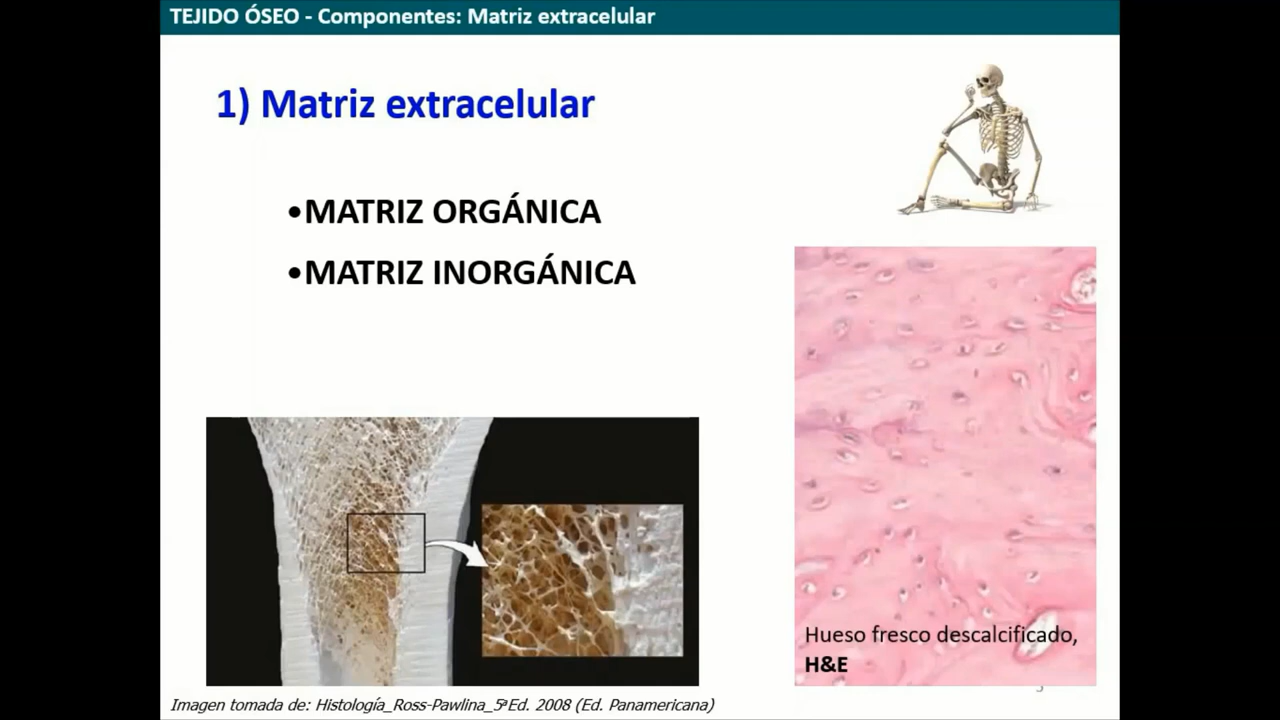 TEJIDO ÓSEO - Componentes: Matriz extracelular
1) Matriz extracelular
•MATRIZ ORGÁNICA
•MATRIZ INORGÁNICA
Hueso fresco descalcificado,
H&E
Imagen tomada de: Histología_Ross-Pawlina_5ªEd. 2008 (Ed. Panamericana)